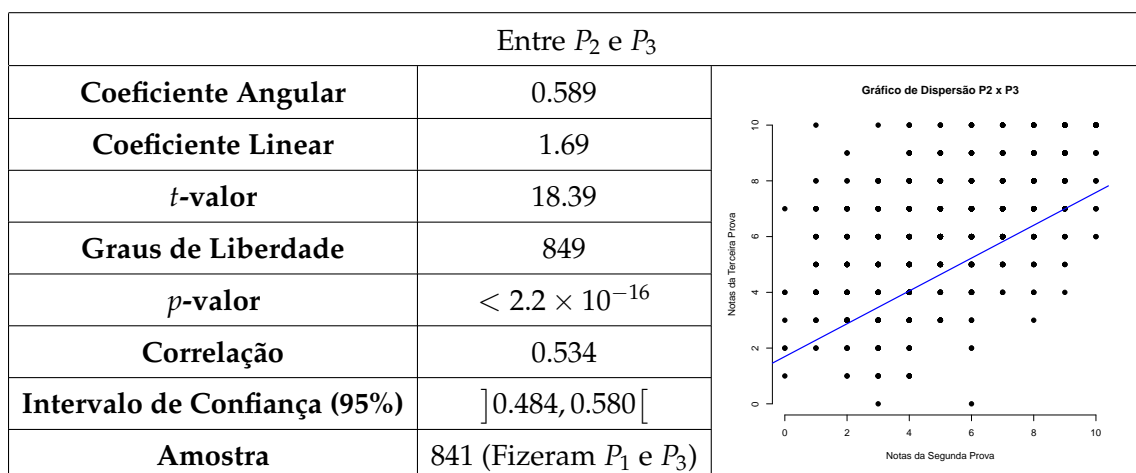 Entre P₂ e P₃
Coeficiente Angular 0.589
Coeficiente Linear 1.69
t-valor 18.39
Graus de Liberdade 849
p-valor < 2.2 × 10⁻¹⁶
Correlação 0.534
Intervalo de Confiança (95%) ]0.484, 0.580[
Amostra 841 (Fizeram P₁ e P₃)
Gráfico de Dispersão P2 x P3
Notas da Terceira Prova
10
8
6
4
2
0
0 2 4 6 8 10
Notas da Segunda Prova